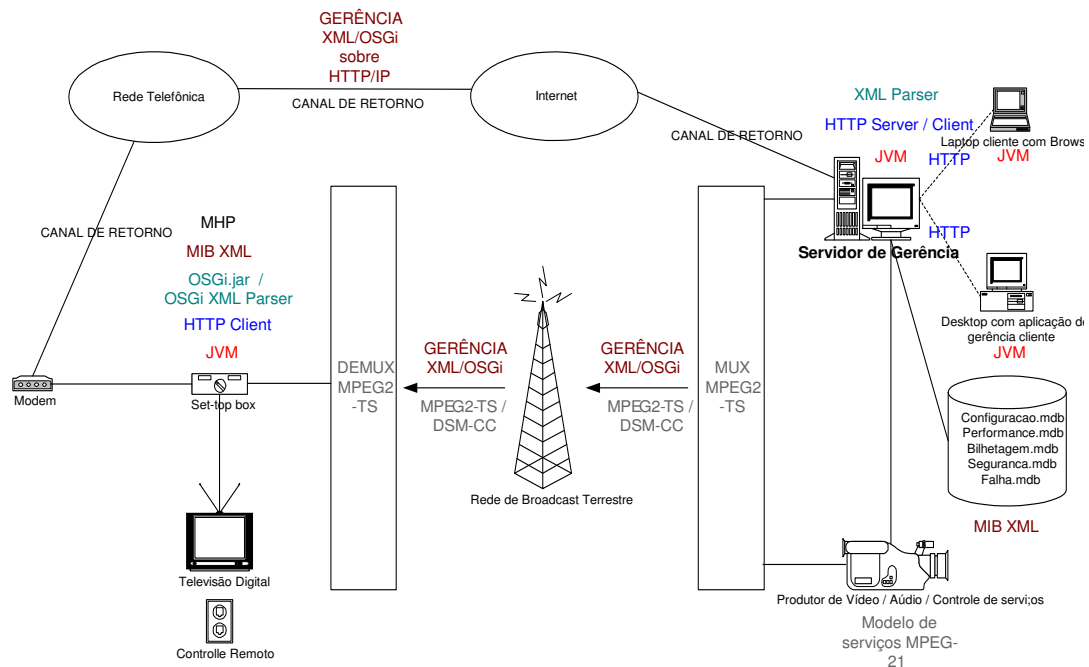 GERÊNCIA
XML/OSGi
sobre
HTTP/IP
Rede Telefônica
CANAL DE RETORNO
Internet
CANAL DE RETORNO
XML Parser
HTTP Server / Client
JVM
Laptop cliente com Brows
HTTP
JVM
HTTP
Servidor de Gerência
Desktop com aplicação de
gerência cliente
JVM
CANAL DE RETORNO
MHP
MIB XML
OSGi.jar /
OSGi XML Parser
HTTP Client
JVM
Modem
Set-top box
DEMUX
MPEG2
-TS
GERÊNCIA
XML/OSGi
MPEG2-TS /
DSM-CC
GERÊNCIA
XML/OSGi
MPEG2-TS /
DSM-CC
MUX
MPEG2
-TS
Rede de Broadcast Terrestre
Configuracao.mdb
Performance.mdb
Bilhetagem.mdb
Seguranca.mdb
Falha.mdb
MIB XML
Televisão Digital
Controlle Remoto
Produtor de Vídeo / Aúdio / Controle de servi;os
Modelo de
serviços MPEG-
21